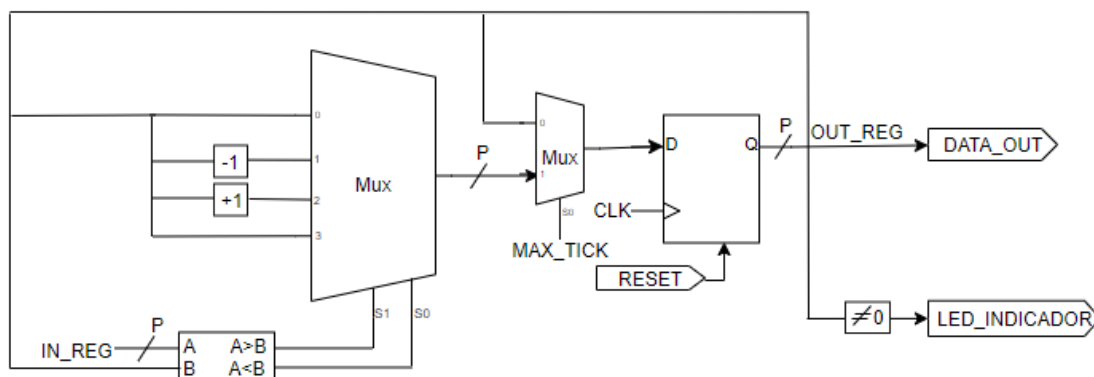 0
-1
1
Mux
+1
2
3
P
0
Mux
1
S0
MAX_TICK
D
Q
CLK
RESET
P
OUT_REG
DATA_OUT
S1
S0
P
IN_REG
A
A>B
B
A<B
≠0
LED_INDICADOR